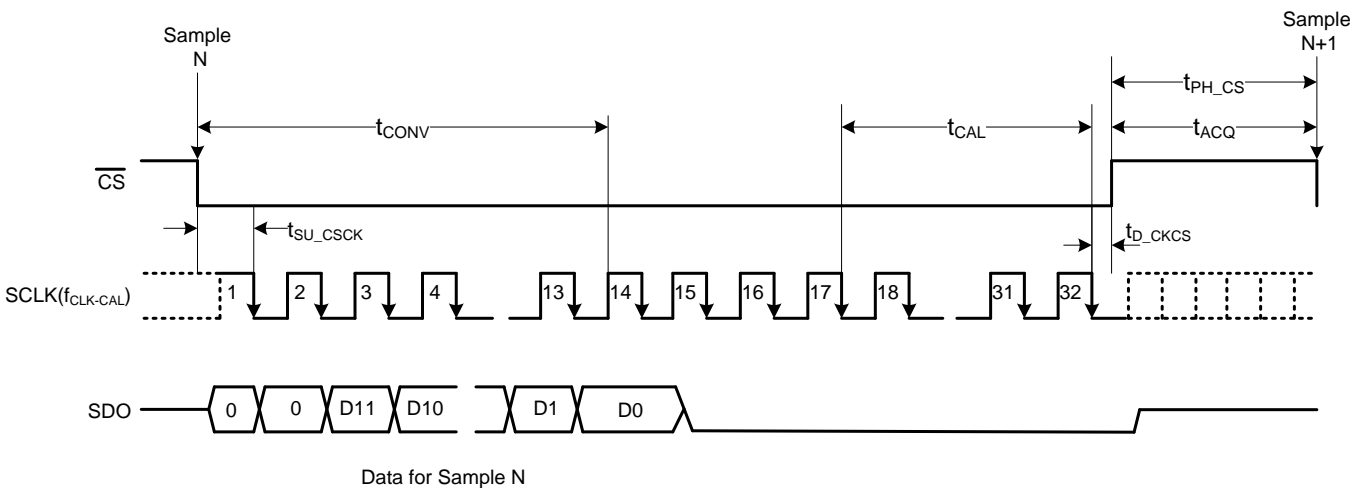 Sample
N
Sample
N+1
tPH_CS
tCONV
tCAL
tACQ
CS
tSU_CSCK
tD_CKCS
SCLK(fCLK-CAL)
1 2 3 4 13 14 15 16 17 18 31 32
SDO
0 0 D11 D10 D1 D0
Data for Sample N